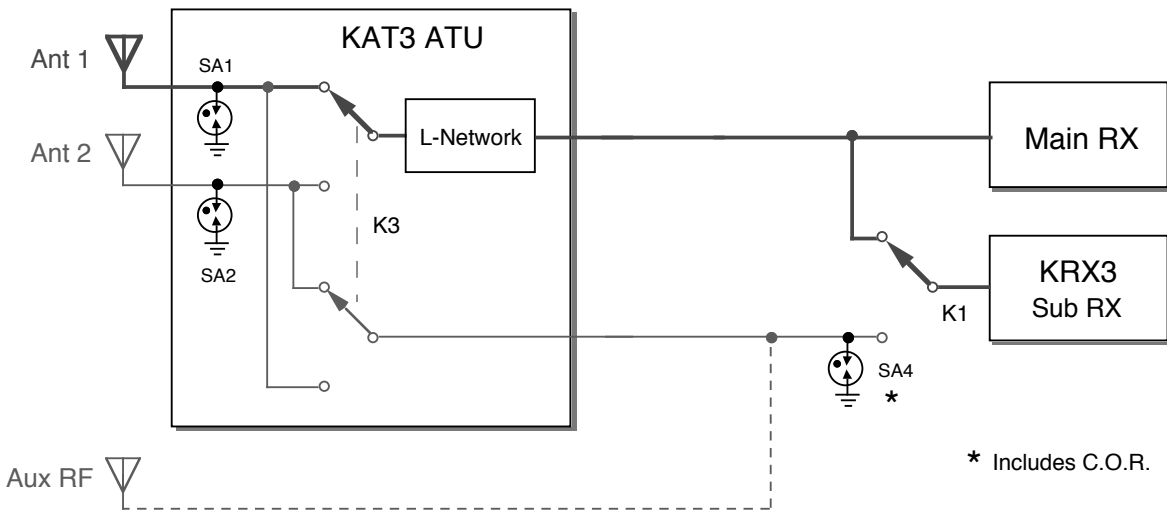 KAT3 ATU
Ant 1
SA1
L-Network
Main RX
Ant 2
K3
SA2
KRX3
Sub RX
K1
SA4
*
Aux RF
* Includes C.O.R.